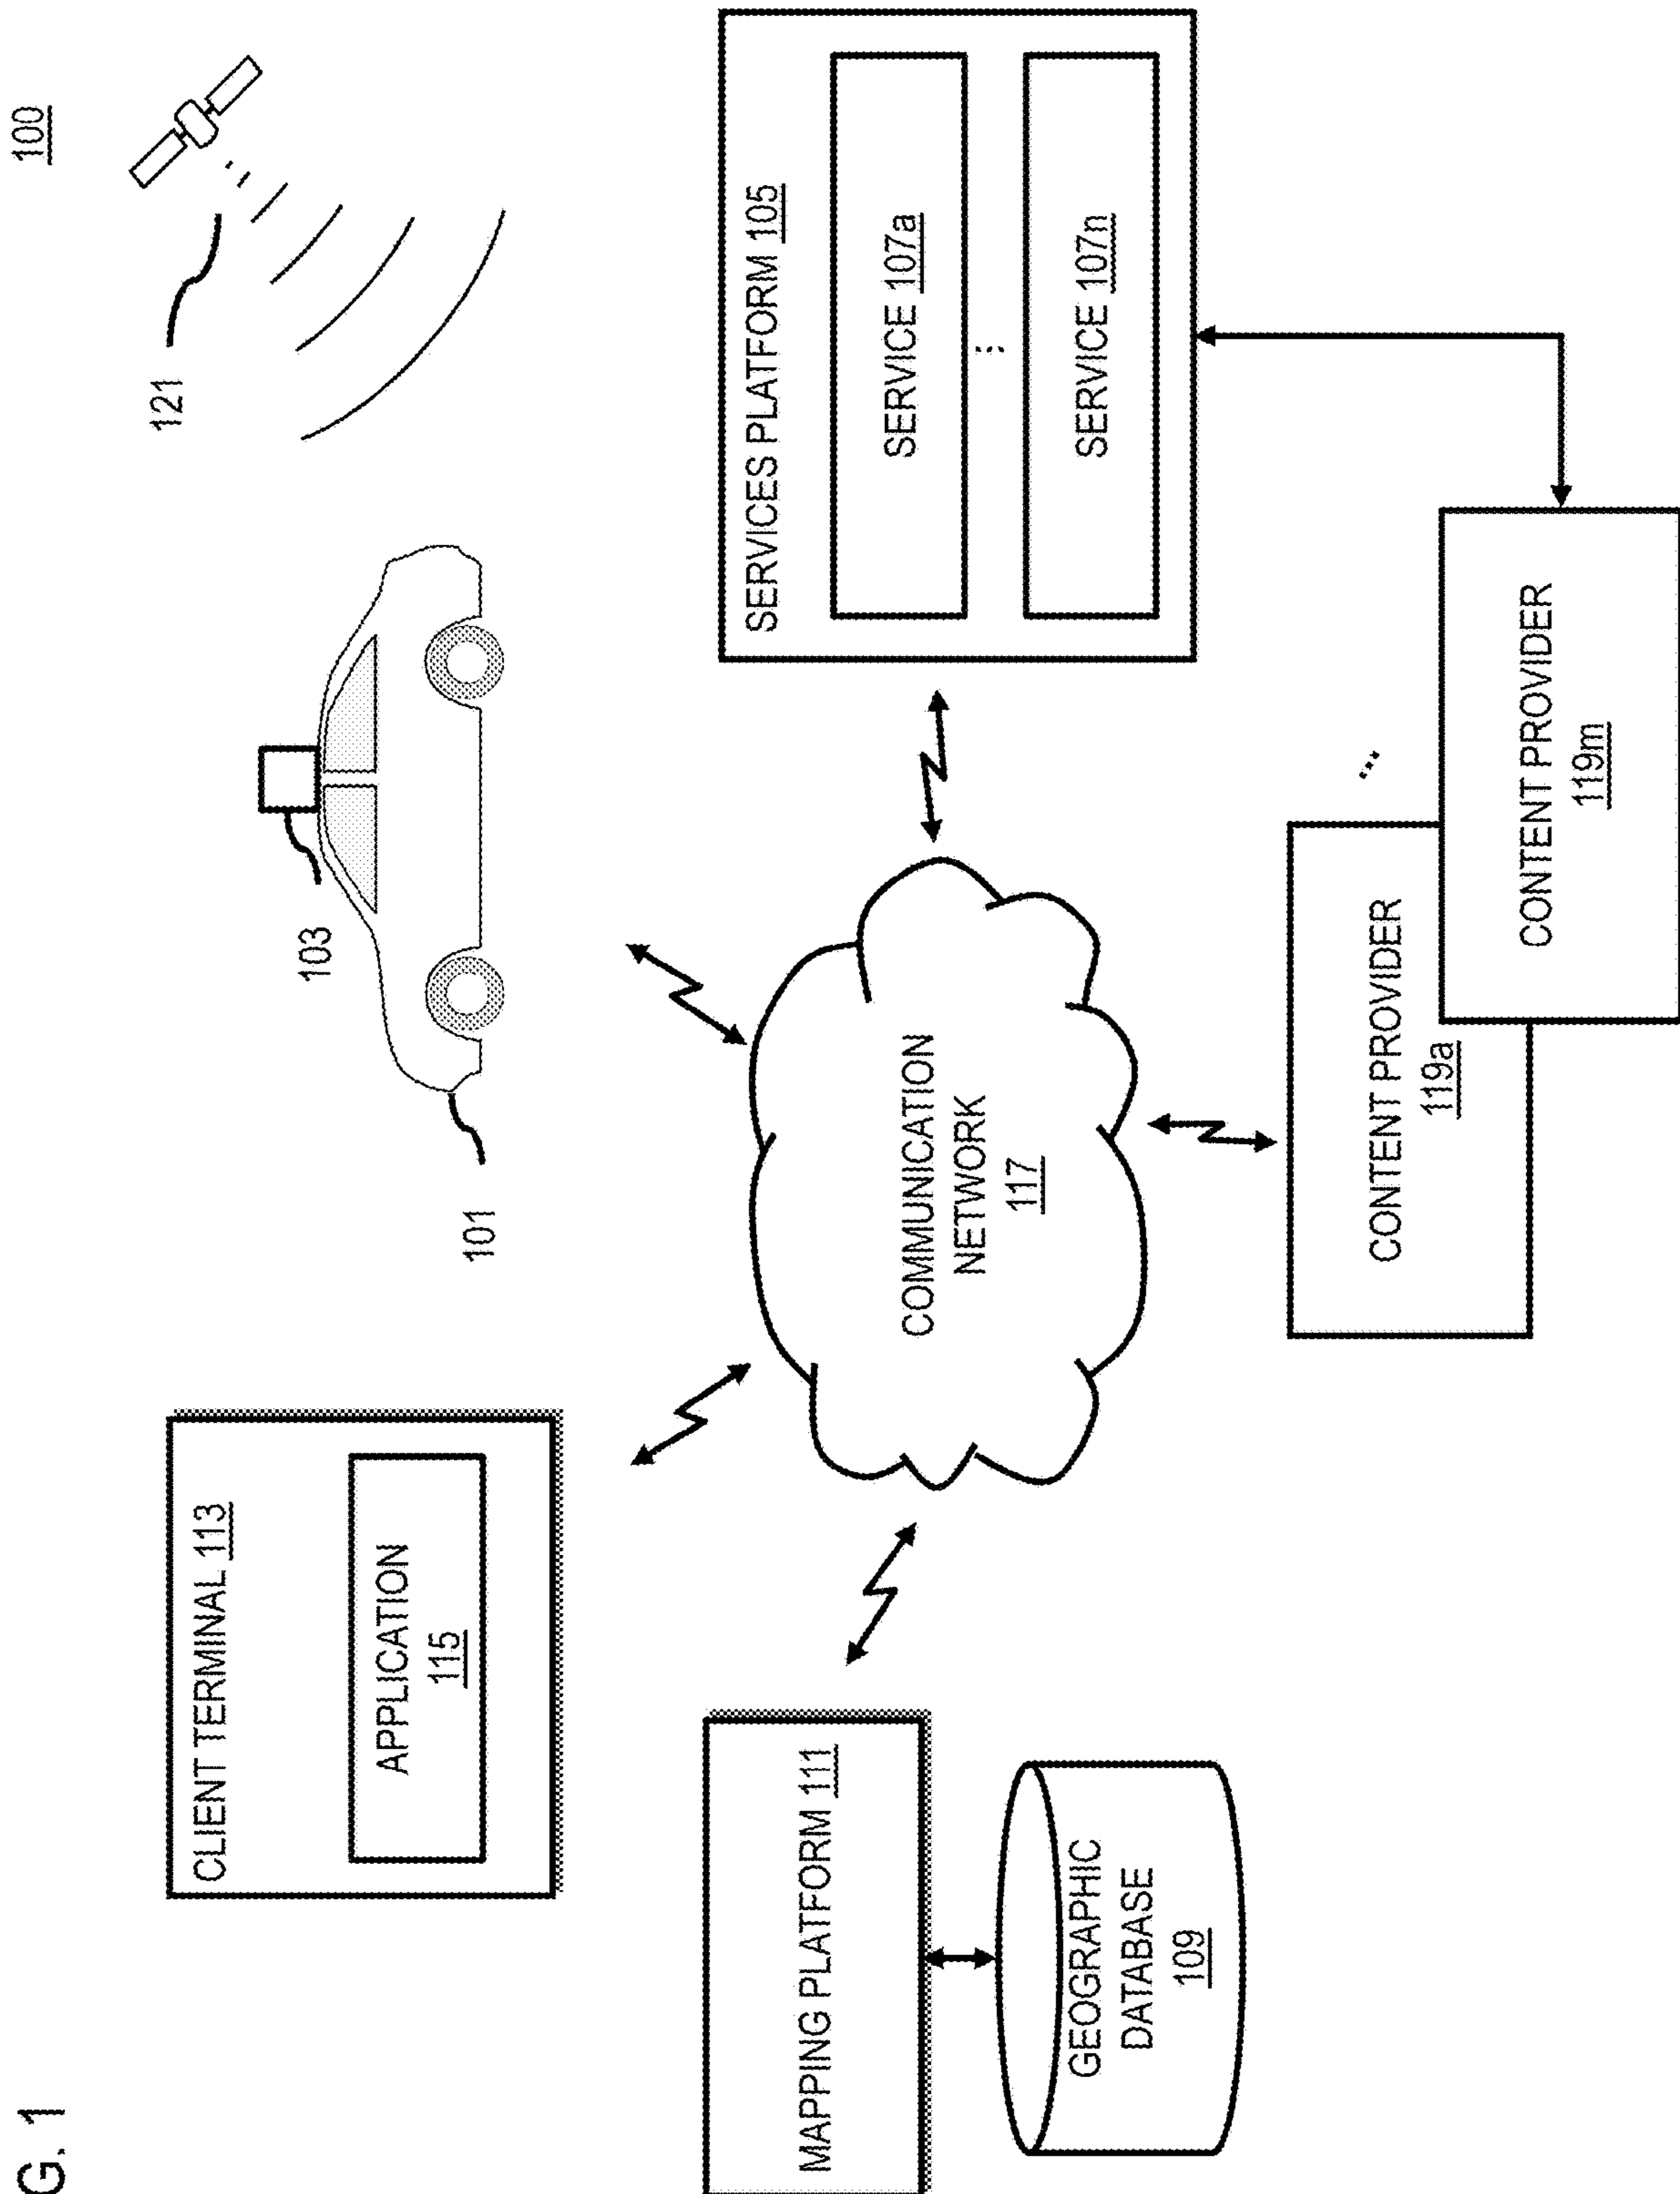 G. 1
100
CLIENT TERMINAL 113
APPLICATION
115
103
101
121
MAPPING PLATFORM 111
GEOGRAPHIC
DATABASE
109
COMMUNICATION
NETWORK
117
SERVICES PLATFORM 105
SERVICE 107a
...
SERVICE 107n
CONTENT PROVIDER
119a
...
CONTENT PROVIDER
119m